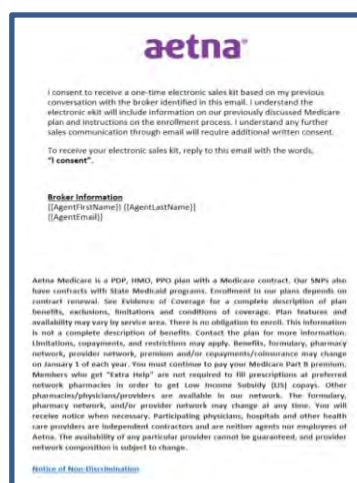 aetna
I consent to receive a one-time electronic sales kit based on my previous
conversation with the broker identified in this email. I understand the
electronic ekit will include information on our previously discussed Medicare
plan and instructions on the enrollment process. I understand any further
sales communication through email will require additional written consent.
To receive your electronic sales kit, reply to this email with the words,
"I consent".
Broker Information
{{AgentFirstName}} {{AgentLastName}}
{{AgentEmail}}
Aetna Medicare is a PDP, HMO, PPO plan with a Medicare contract. Our SNPs also
have contracts with State Medicaid programs. Enrollment in our plans depends on
contract renewal. See Evidence of Coverage for a complete description of plan
benefits, exclusions, limitations and conditions of coverage. Plan features and
availability may vary by service area. There is no obligation to enroll. This information
is not a complete description of benefits. Contact the plan for more information.
Limitations, copayments, and restrictions may apply. Benefits, formulary, pharmacy
network, provider network, premium and/or copayments/coinsurance may change
on January 1 of each year. You must continue to pay your Medicare Part B premium.
Members who get "Extra Help" are not required to fill prescriptions at preferred
network pharmacies in order to get Low Income Subsidy (LIS) copays. Other
pharmacies/physicians/providers are available in our network. The formulary,
pharmacy network, and/or provider network may change at any time. You will
receive notice when necessary. Participating physicians, hospitals and other health
care providers are independent contractors and are neither agents nor employees of
Aetna. The availability of any particular provider cannot be guaranteed, and provider
network composition is subject to change.
Notice of Non-Discrimination